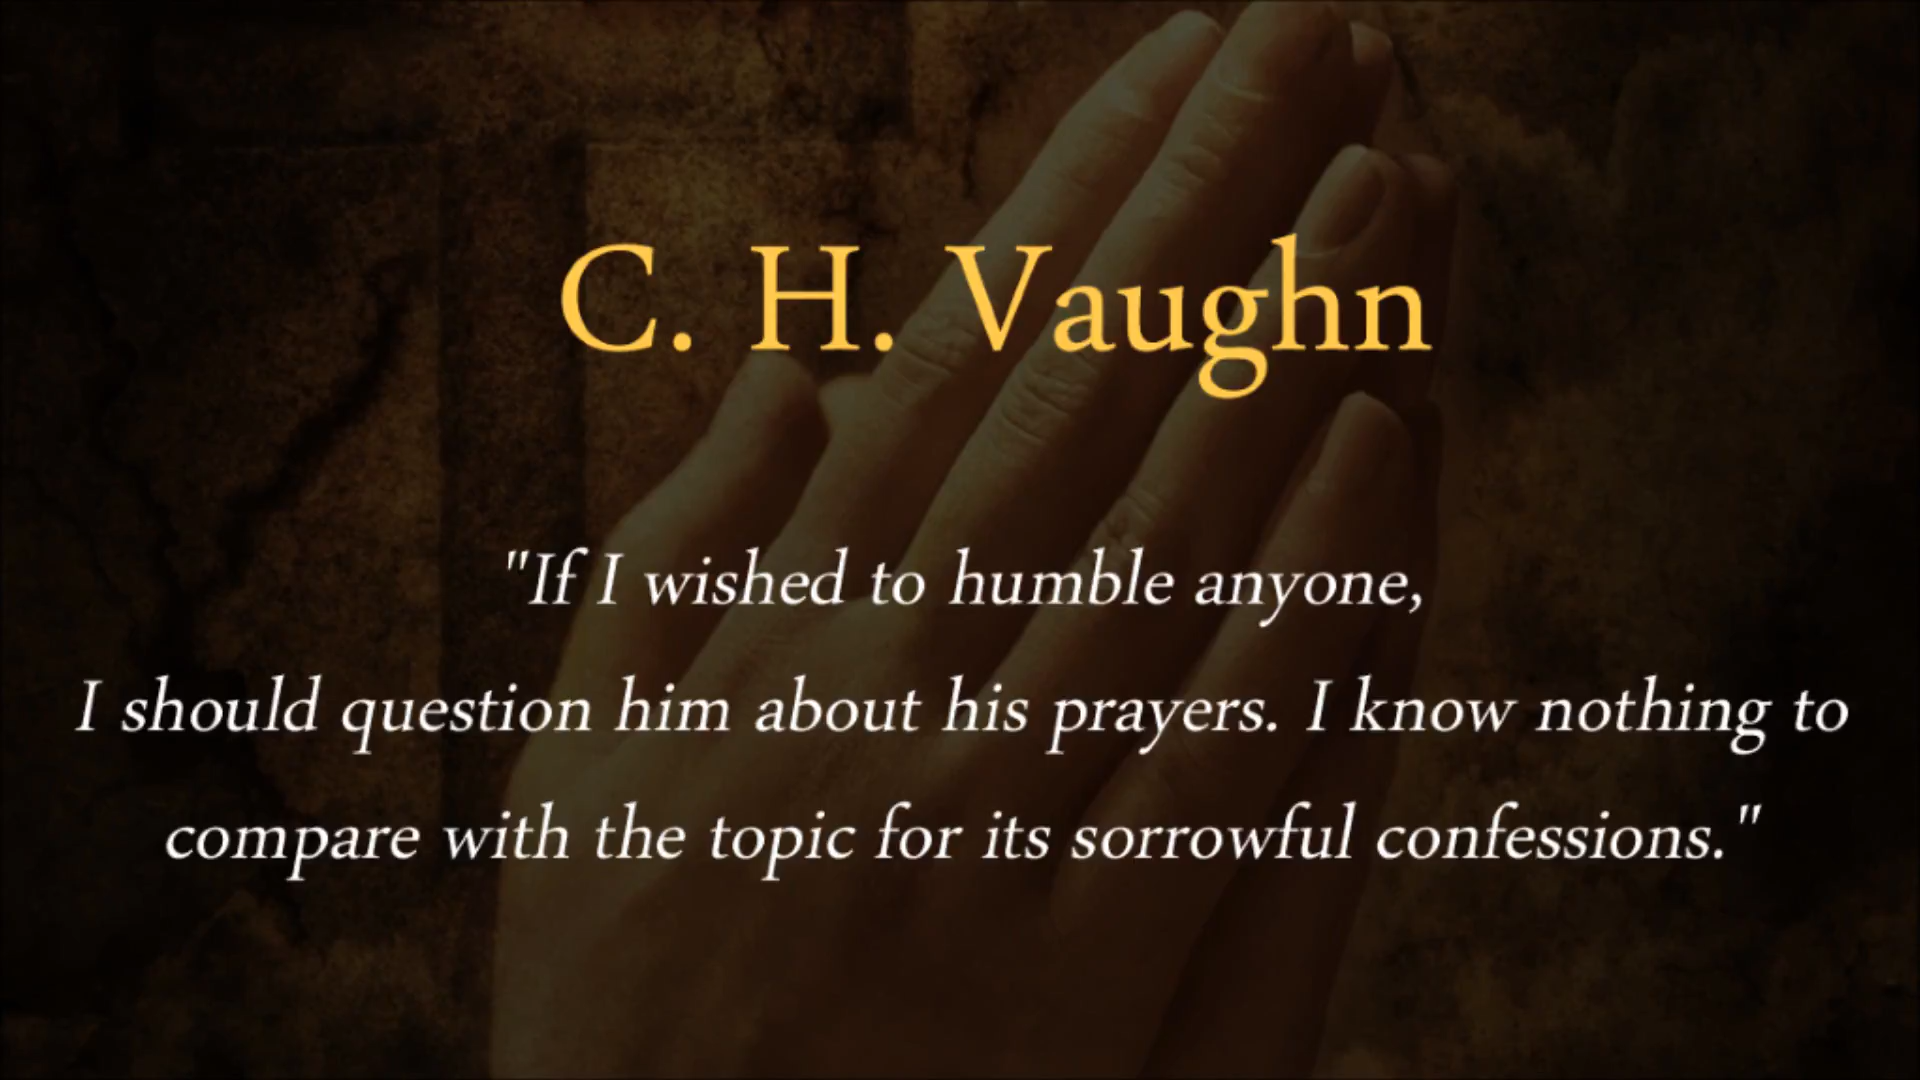 C. H. Vaughn
"If I wished to humble anyone,
I should question him about his prayers. I know nothing to
compare with the topic for its sorrowful confessions."